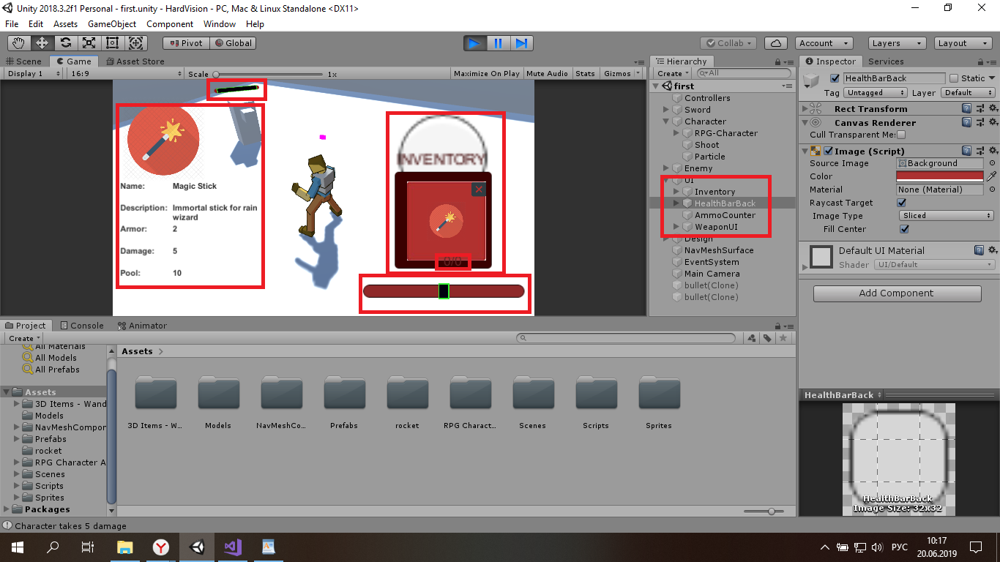 Unity 2018.3.2f1 Personal - first.unity - HardVision - PC, Mac & Linux Standalone <DX11>
File Edit Assets GameObject Component Window Help
Pivot Global Collab Account Layers Layout
Scene Game Asset Store
Display 1 16:9 Scale 1x Maximize On Play Mute Audio Stats Gizmos
INVENTORY
Name: Magic Stick
Description: Immortal stick for rain
wizard
Armor: 2
Damage: 5
Pool: 10
0/0
Hierarchy
Create All
first
Controllers
Sword
Character
RPG-Character
Shoot
Particle
Enemy
UI
Inventory
HealthBarBack
AmmoCounter
WeaponUI
Design
NavMeshSurface
EventSystem
Main Camera
bullet(Clone)
bullet(Clone)
Inspector Services
HealthBarBack Static
Tag Untagged Layer Default
Rect Transform
Canvas Renderer
Cull Transparent Me:
Image (Script)
Source Image Background
Color
Material None (Material)
Raycast Target
Image Type Sliced
Fill Center
Default UI Material
Shader UI/Default
Add Component
HealthBarBack
HealthBarBack
Image Size: 32x32
Project Console Animator
Create
All Materials
All Models
All Prefabs
Assets
3D Items - Wand
Models
NavMeshCompor
Prefabs
rocket
RPG Character A
Scenes
Scripts
Sprites
Packages
Assets
3D Items - W... Models NavMeshCo... Prefabs rocket RPG Charact... Scenes Scripts Sprites
Character takes 5 damage
РУС
10:17
20.06.2019